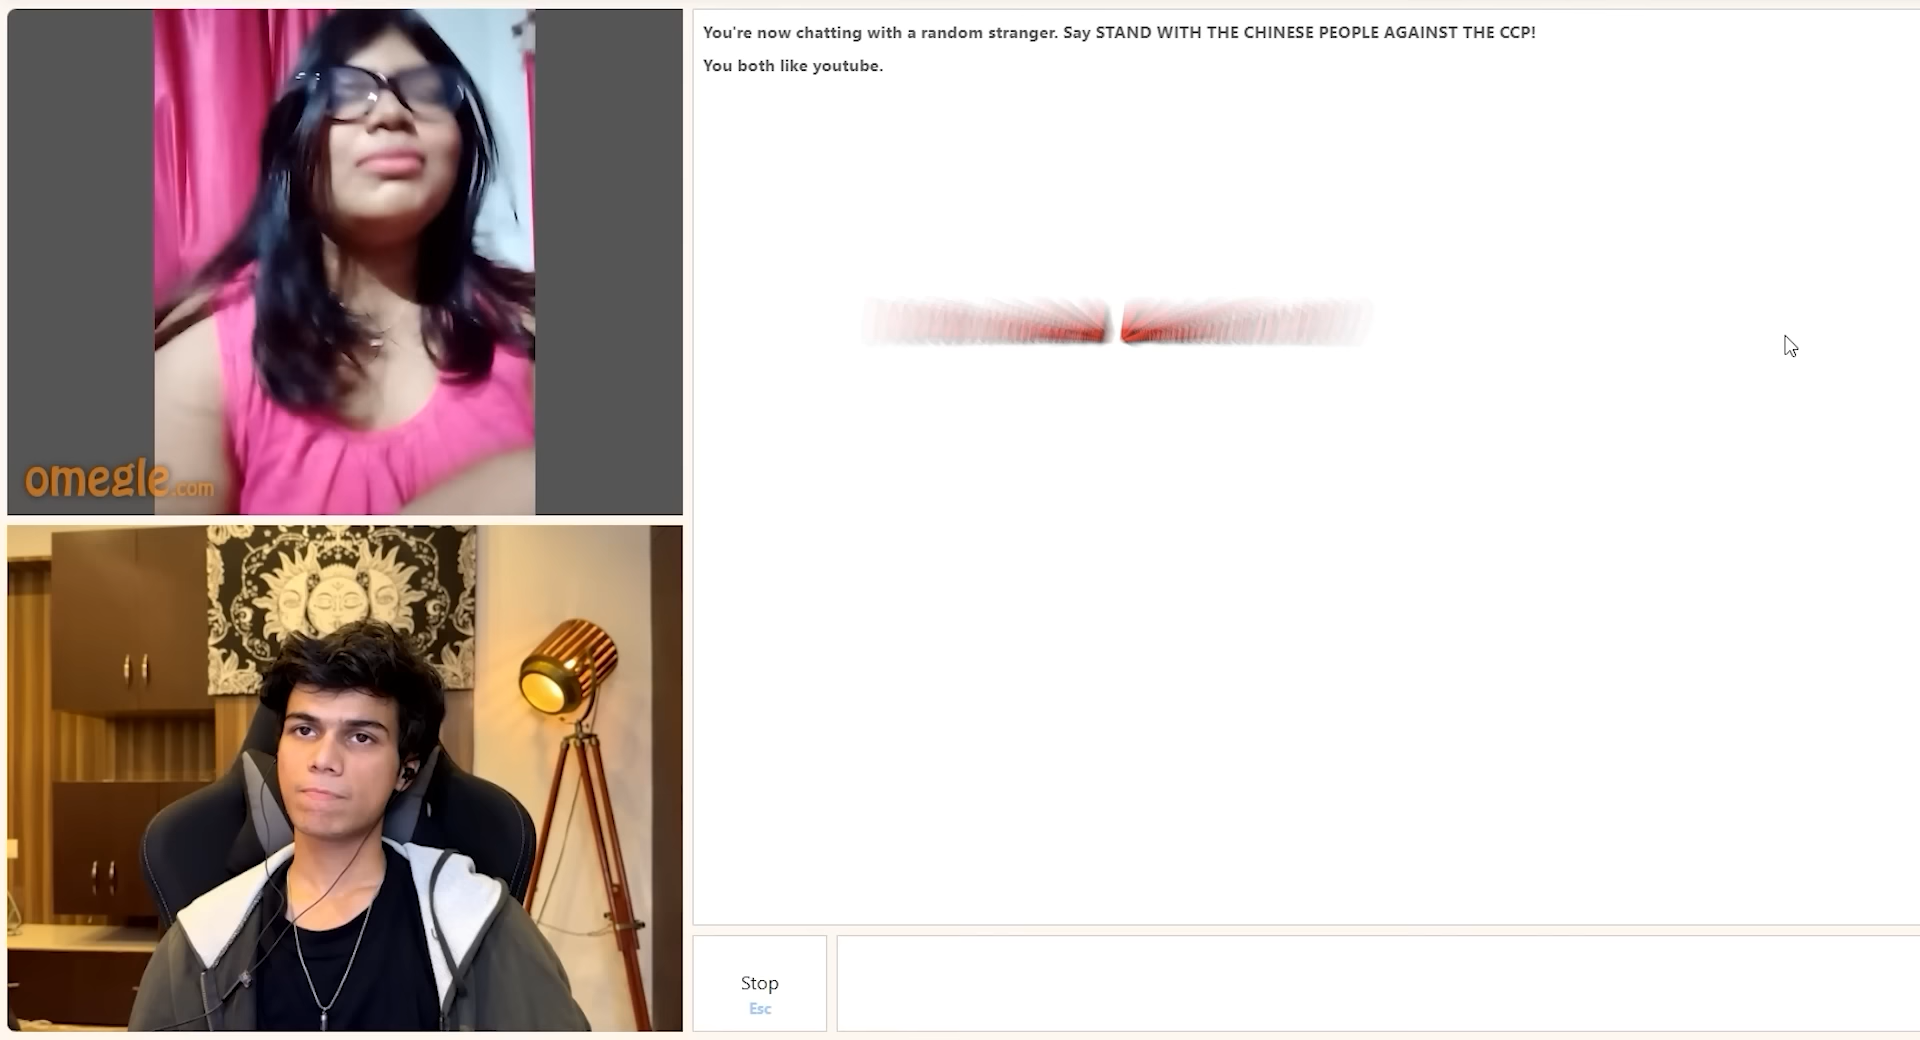 You're now chatting with a random stranger. Say STAND WITH THE CHINESE PEOPLE AGAINST THE CCP!
You both like youtube.
omegle.com
Stop
Esc